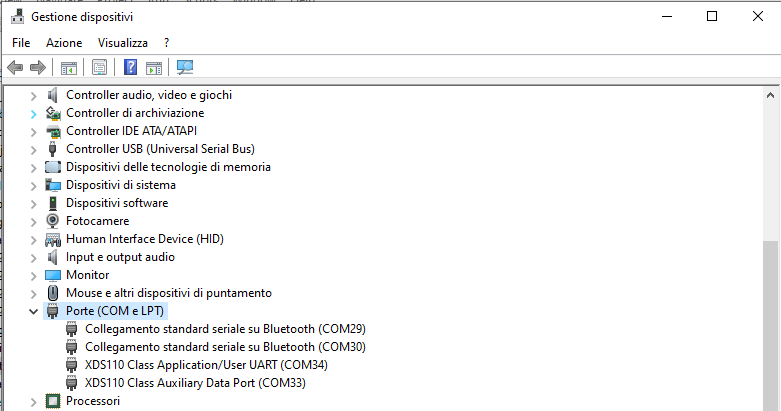 Gestione dispositivi
File Azione Visualizza ?
Controller audio, video e giochi
Controller di archiviazione
Controller IDE ATA/ATAPI
Controller USB (Universal Serial Bus)
Dispositivi delle tecnologie di memoria
Dispositivi di sistema
Dispositivi software
Fotocamere
Human Interface Device (HID)
Input e output audio
Monitor
Mouse e altri dispositivi di puntamento
Porte (COM e LPT)
Collegamento standard seriale su Bluetooth (COM29)
Collegamento standard seriale su Bluetooth (COM30)
XDS110 Class Application/User UART (COM34)
XDS110 Class Auxiliary Data Port (COM33)
Processori